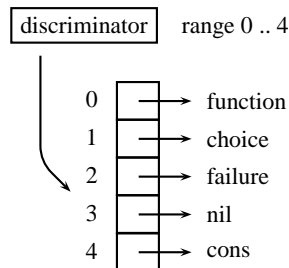 discriminator range 0 .. 4
0 function
1 choice
2 failure
3 nil
4 cons